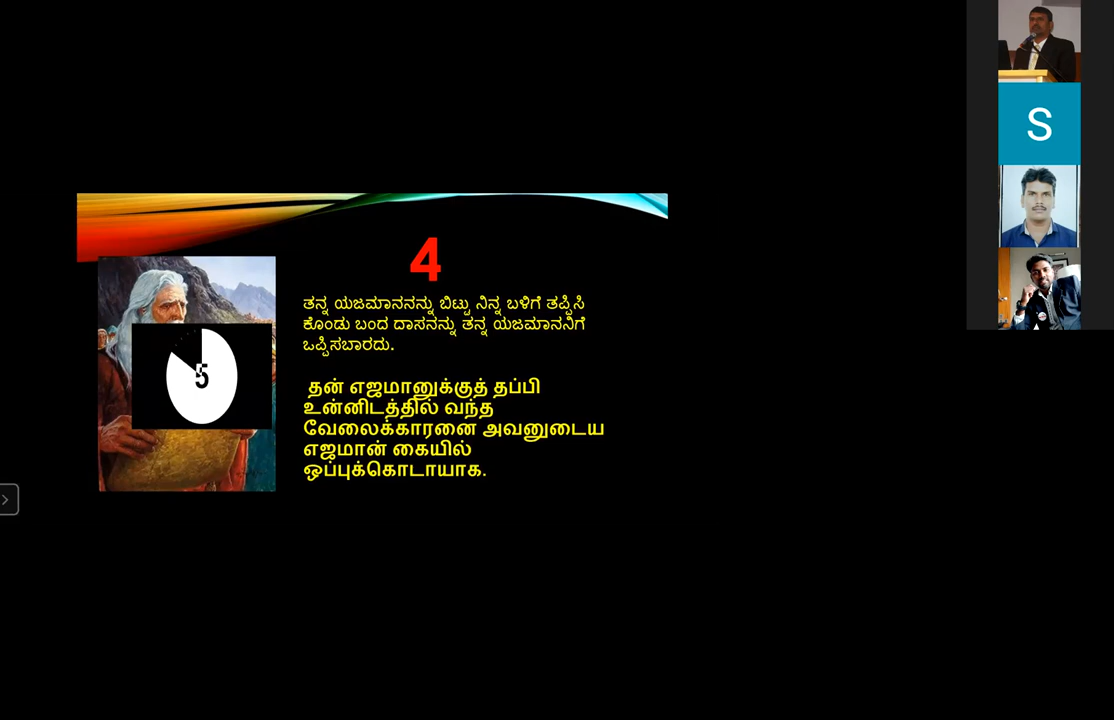 4
ತನ್ನ ಯಜಮಾನನನ್ನು ಬಿಟ್ಟು ನಿನ್ನ ಬಳಿಗೆ ತಪ್ಪಿಸಿ
ಕೊಂಡು ಬಂದ ದಾಸನನ್ನು ತನ್ನ ಯಜಮಾನನಿಗೆ
ಒಪ್ಪಿಸಬಾರದು.
தன் எஜமானுக்குத் தப்பி
உன்னிடத்தில் வந்த
வேலைக்காரனை அவனுடைய
எஜமான் கையில்
ஒப்புக்கொடாயாக.
5
S